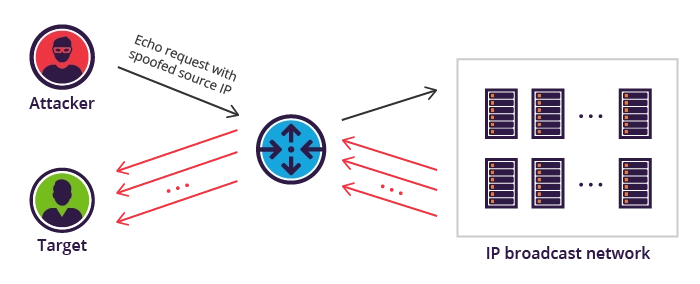 Echo request with
spoofed source IP
Attacker
Target
IP broadcast network